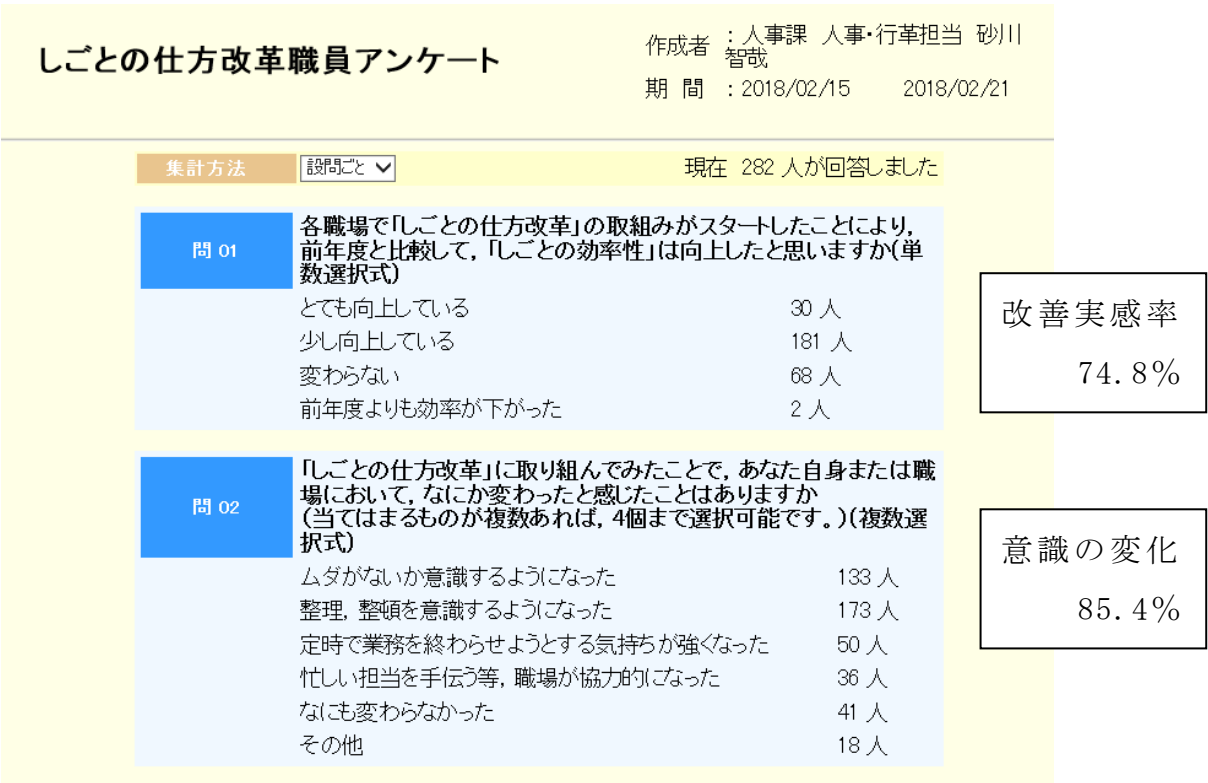 しごとの仕方改革職員アンケート
作成者 : 人事課 人事・行革担当 砂川
智哉
期 間 : 2018/02/15 2018/02/21
集計方法 設問ごと 現在 282 人が回答しました
問 01
各職場で「しごとの仕方改革」の取組みがスタートしたことにより,
前年度と比較して,「しごとの効率性」は向上したと思いますか(単
数選択式)
とても向上している 30 人
少し向上している 181 人
変わらない 68 人
前年度よりも効率が下がった 2 人
改善実感率
74.8%
問 02
「しごとの仕方改革」に取り組んでみたことで, あなた自身または職
場において, なにか変わったと感じたことはありますか
(当てはまるものが複数あれば, 4個まで選択可能です。)(複数選
択式)
ムダがないか意識するようになった 133 人
整理, 整頓を意識するようになった 173 人
定時で業務を終わらせようとする気持ちが強くなった 50 人
忙しい担当を手伝う等, 職場が協力的になった 36 人
なにも変わらなかった 41 人
その他 18 人
意識の変化
85.4%